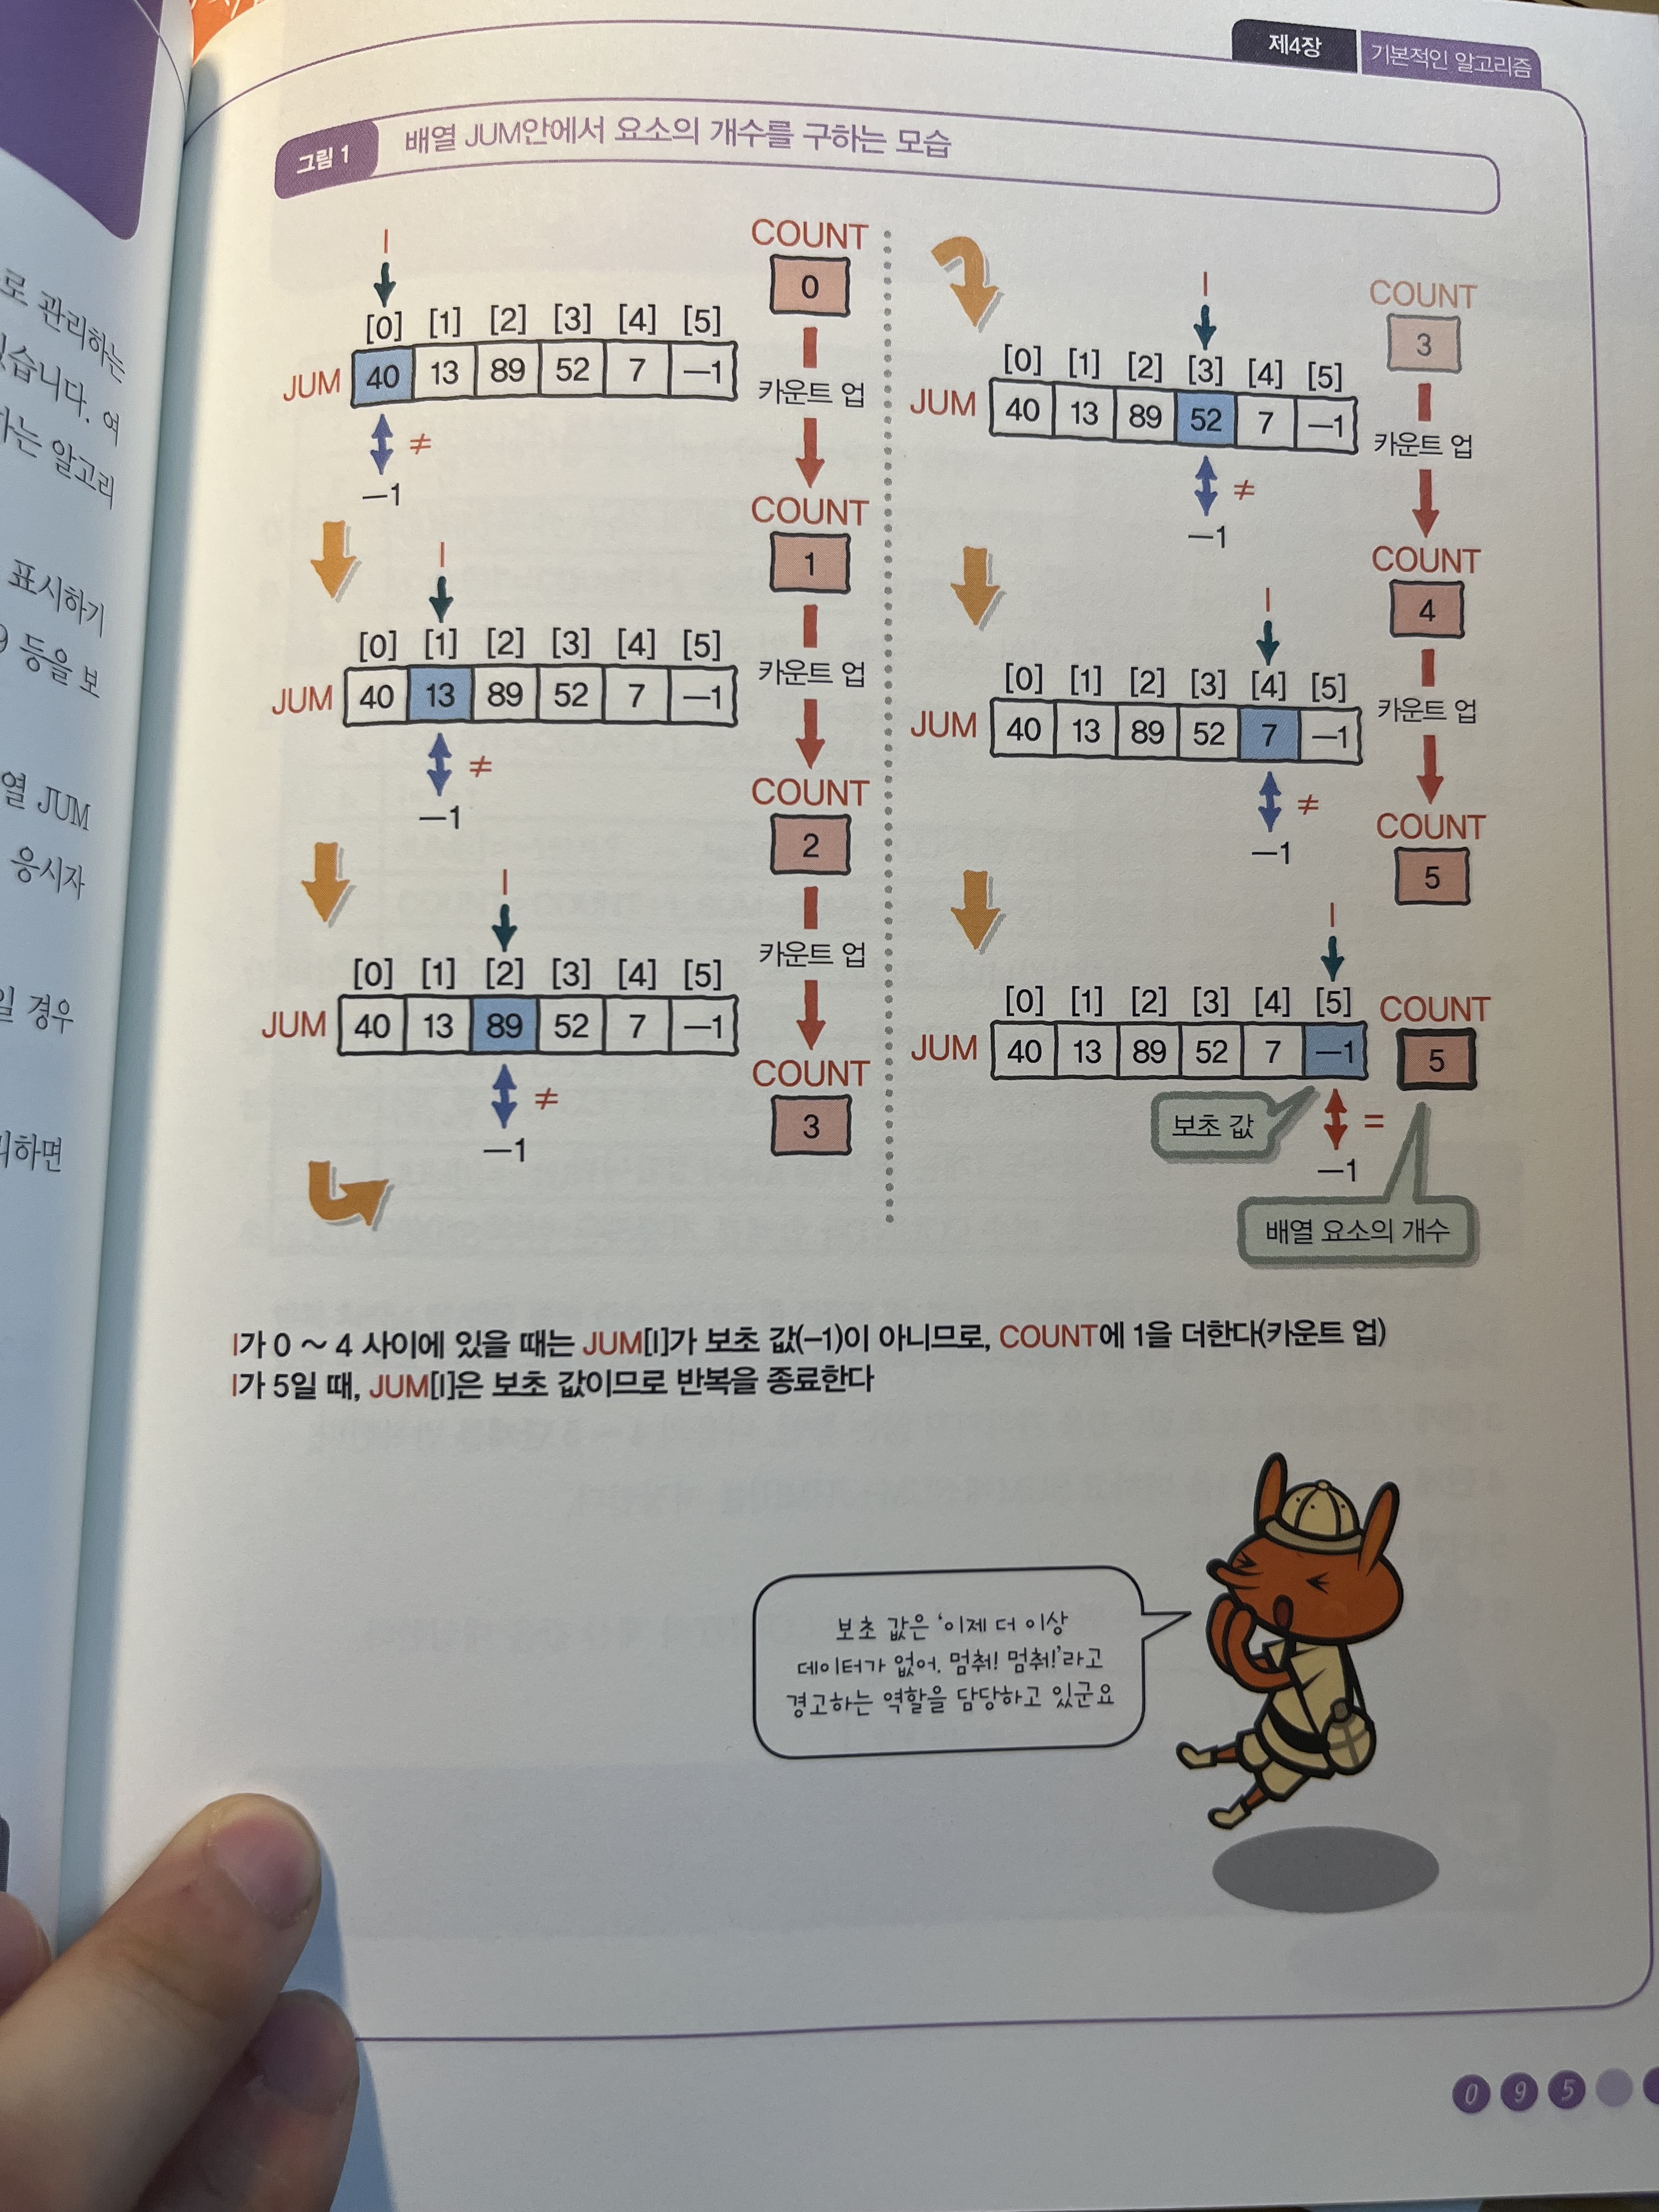 로 관리하는
있습니다. 여
하는 알고리
표시하기
9 등을 보
열 JUM
응시자
일 경우
리하면
제4장 기본적인 알고리즘
그림 1 배열 JUM안에서 요소의 개수를 구하는 모습
I
COUNT
0
[0] [1] [2] [3] [4] [5]
JUM 40 13 89 52 7 –1
카운트 업
≠
–1
COUNT
1
I
[0] [1] [2] [3] [4] [5]
JUM 40 13 89 52 7 –1
카운트 업
≠
–1
COUNT
2
I
[0] [1] [2] [3] [4] [5]
JUM 40 13 89 52 7 –1
카운트 업
≠
–1
COUNT
3
I
COUNT
3
[0] [1] [2] [3] [4] [5]
JUM 40 13 89 52 7 –1
카운트 업
≠
–1
COUNT
4
I
[0] [1] [2] [3] [4] [5]
JUM 40 13 89 52 7 –1
카운트 업
≠
–1
COUNT
5
I
[0] [1] [2] [3] [4] [5]
COUNT
JUM 40 13 89 52 7 –1
5
보초 값
=
–1
배열 요소의 개수
I가 0 ~ 4 사이에 있을 때는 JUM[I]가 보초 값(–1)이 아니므로, COUNT에 1을 더한다(카운트 업)
I가 5일 때, JUM[I]은 보초 값이므로 반복을 종료한다
보초 값은 '이제 더 이상
데이터가 없어. 멈춰! 멈춰!'라고
경고하는 역할을 담당하고 있군요
095